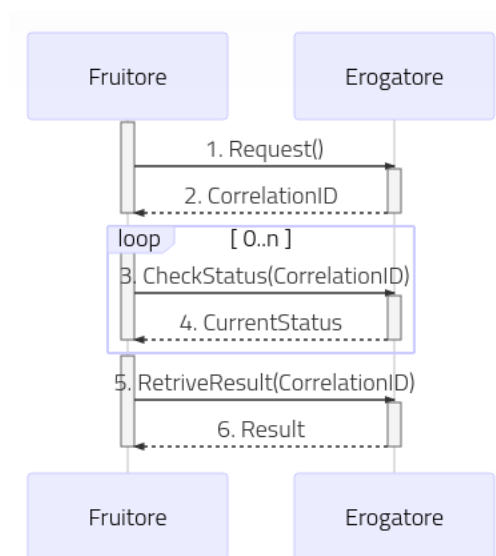 Fruitore
Erogatore
1. Request()
2. CorrelationID
loop
[ 0..n ]
3. CheckStatus(CorrelationID)
4. CurrentStatus
5. RetriveResult(CorrelationID)
6. Result
Fruitore
Erogatore